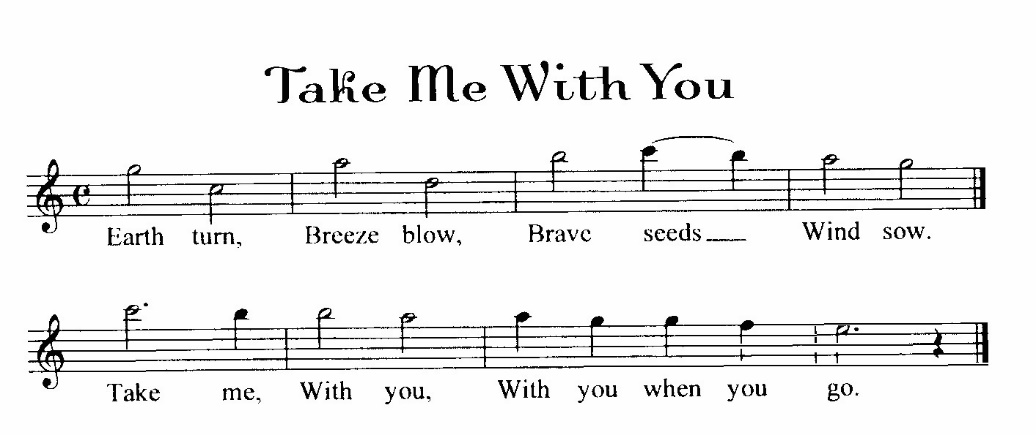 Take Me With You
Earth turn, Breeze blow, Brave seeds__ Wind sow.
Take me, With you, With you when you go.